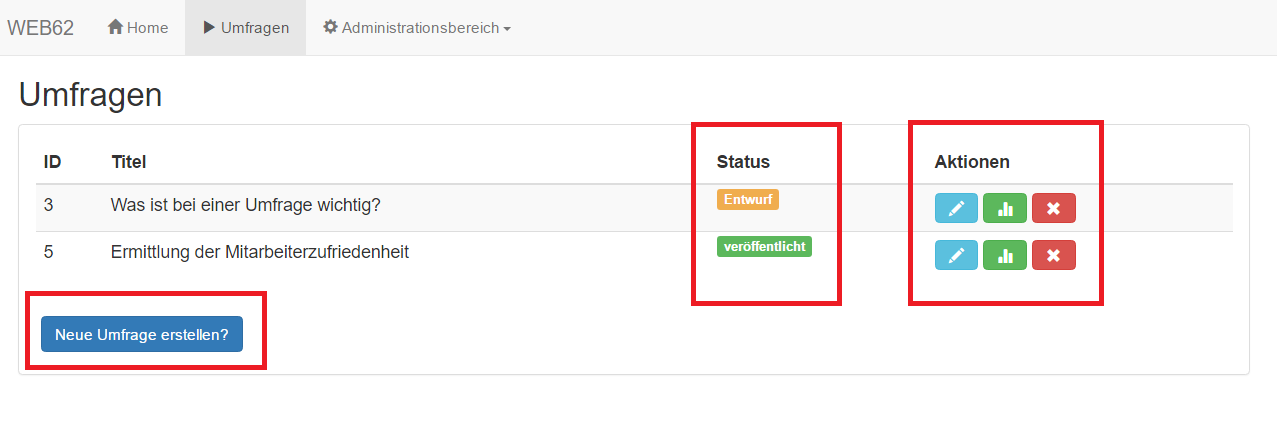 WEB62 Home Umfragen Administrationsbereich
Umfragen
ID Titel Status Aktionen
3 Was ist bei einer Umfrage wichtig? Entwurf
5 Ermittlung der Mitarbeiterzufriedenheit veröffentlicht
Neue Umfrage erstellen?